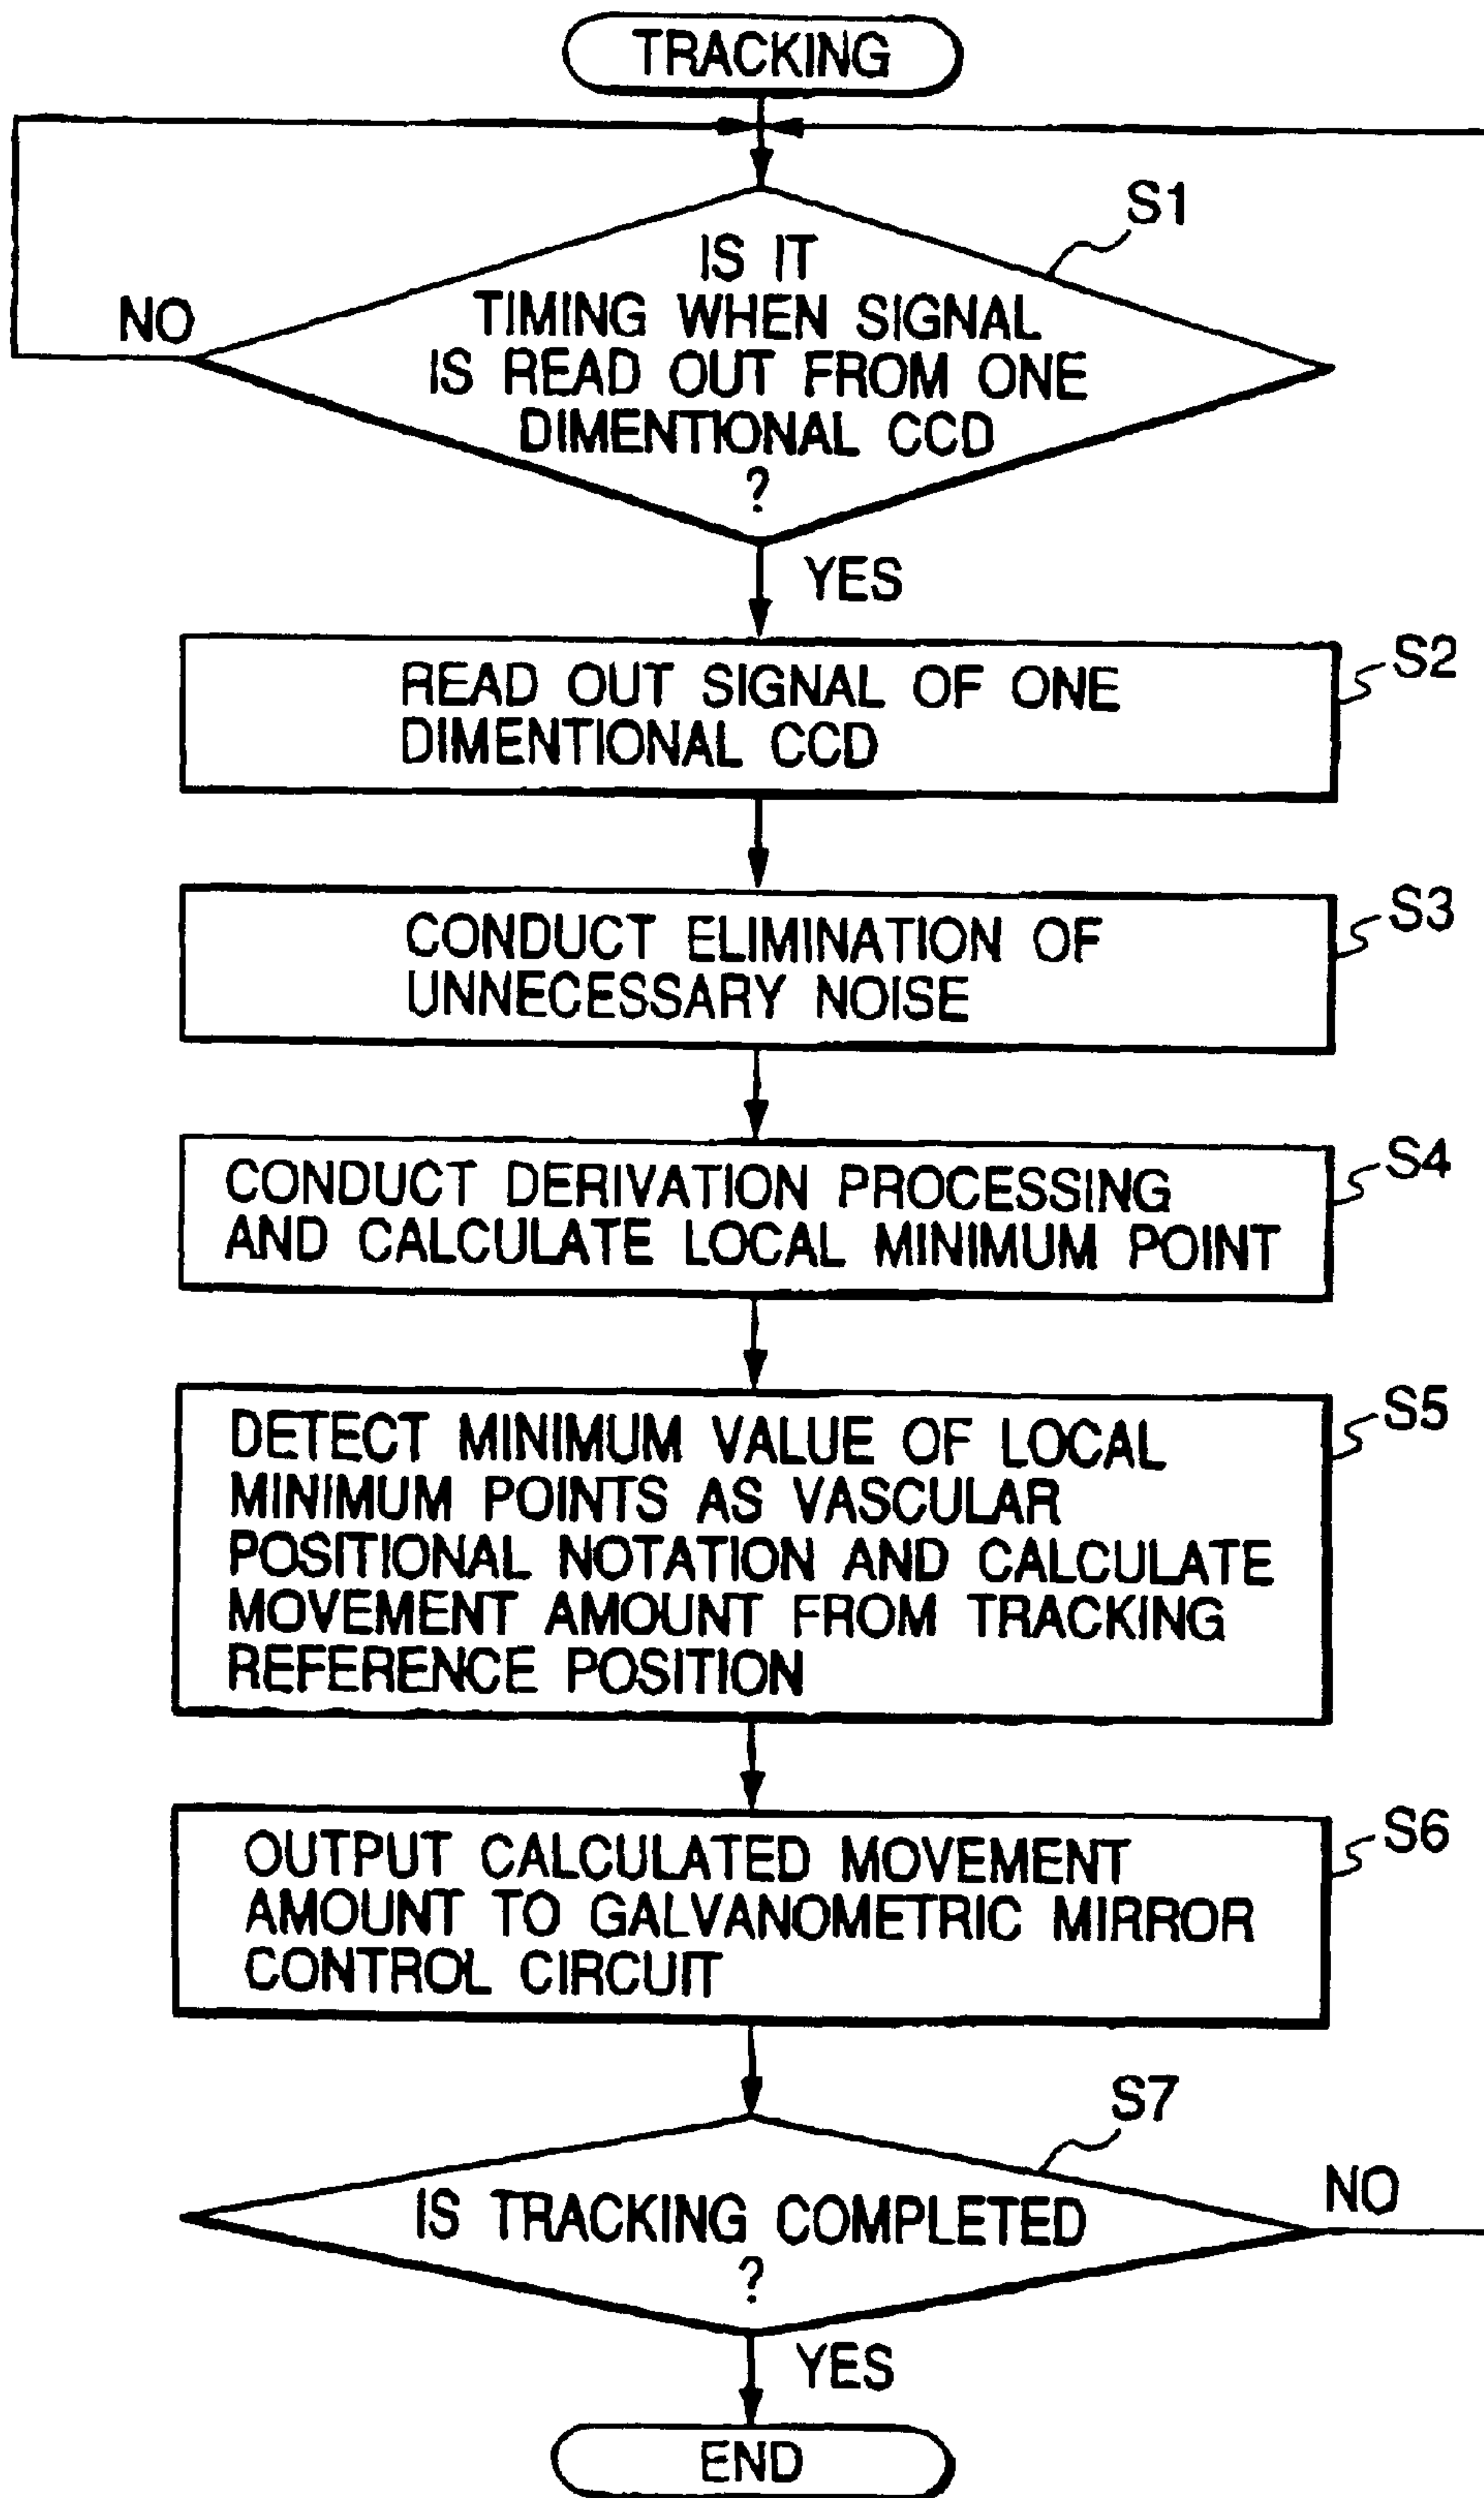 TRACKING
S1
IS IT
TIMING WHEN SIGNAL
IS READ OUT FROM ONE
DIMENTIONAL CCD
?
NO
YES
S2
READ OUT SIGNAL OF ONE
DIMENTIONAL CCD
S3
CONDUCT ELIMINATION OF
UNNECESSARY NOISE
S4
CONDUCT DERIVATION PROCESSING
AND CALCULATE LOCAL MINIMUM POINT
S5
DETECT MINIMUM VALUE OF LOCAL
MINIMUM POINTS AS VASCULAR
POSITIONAL NOTATION AND CALCULATE
MOVEMENT AMOUNT FROM TRACKING
REFERENCE POSITION
S6
OUTPUT CALCULATED MOVEMENT
AMOUNT TO GALVANOMETRIC MIRROR
CONTROL CIRCUIT
S7
IS TRACKING COMPLETED
?
NO
YES
END